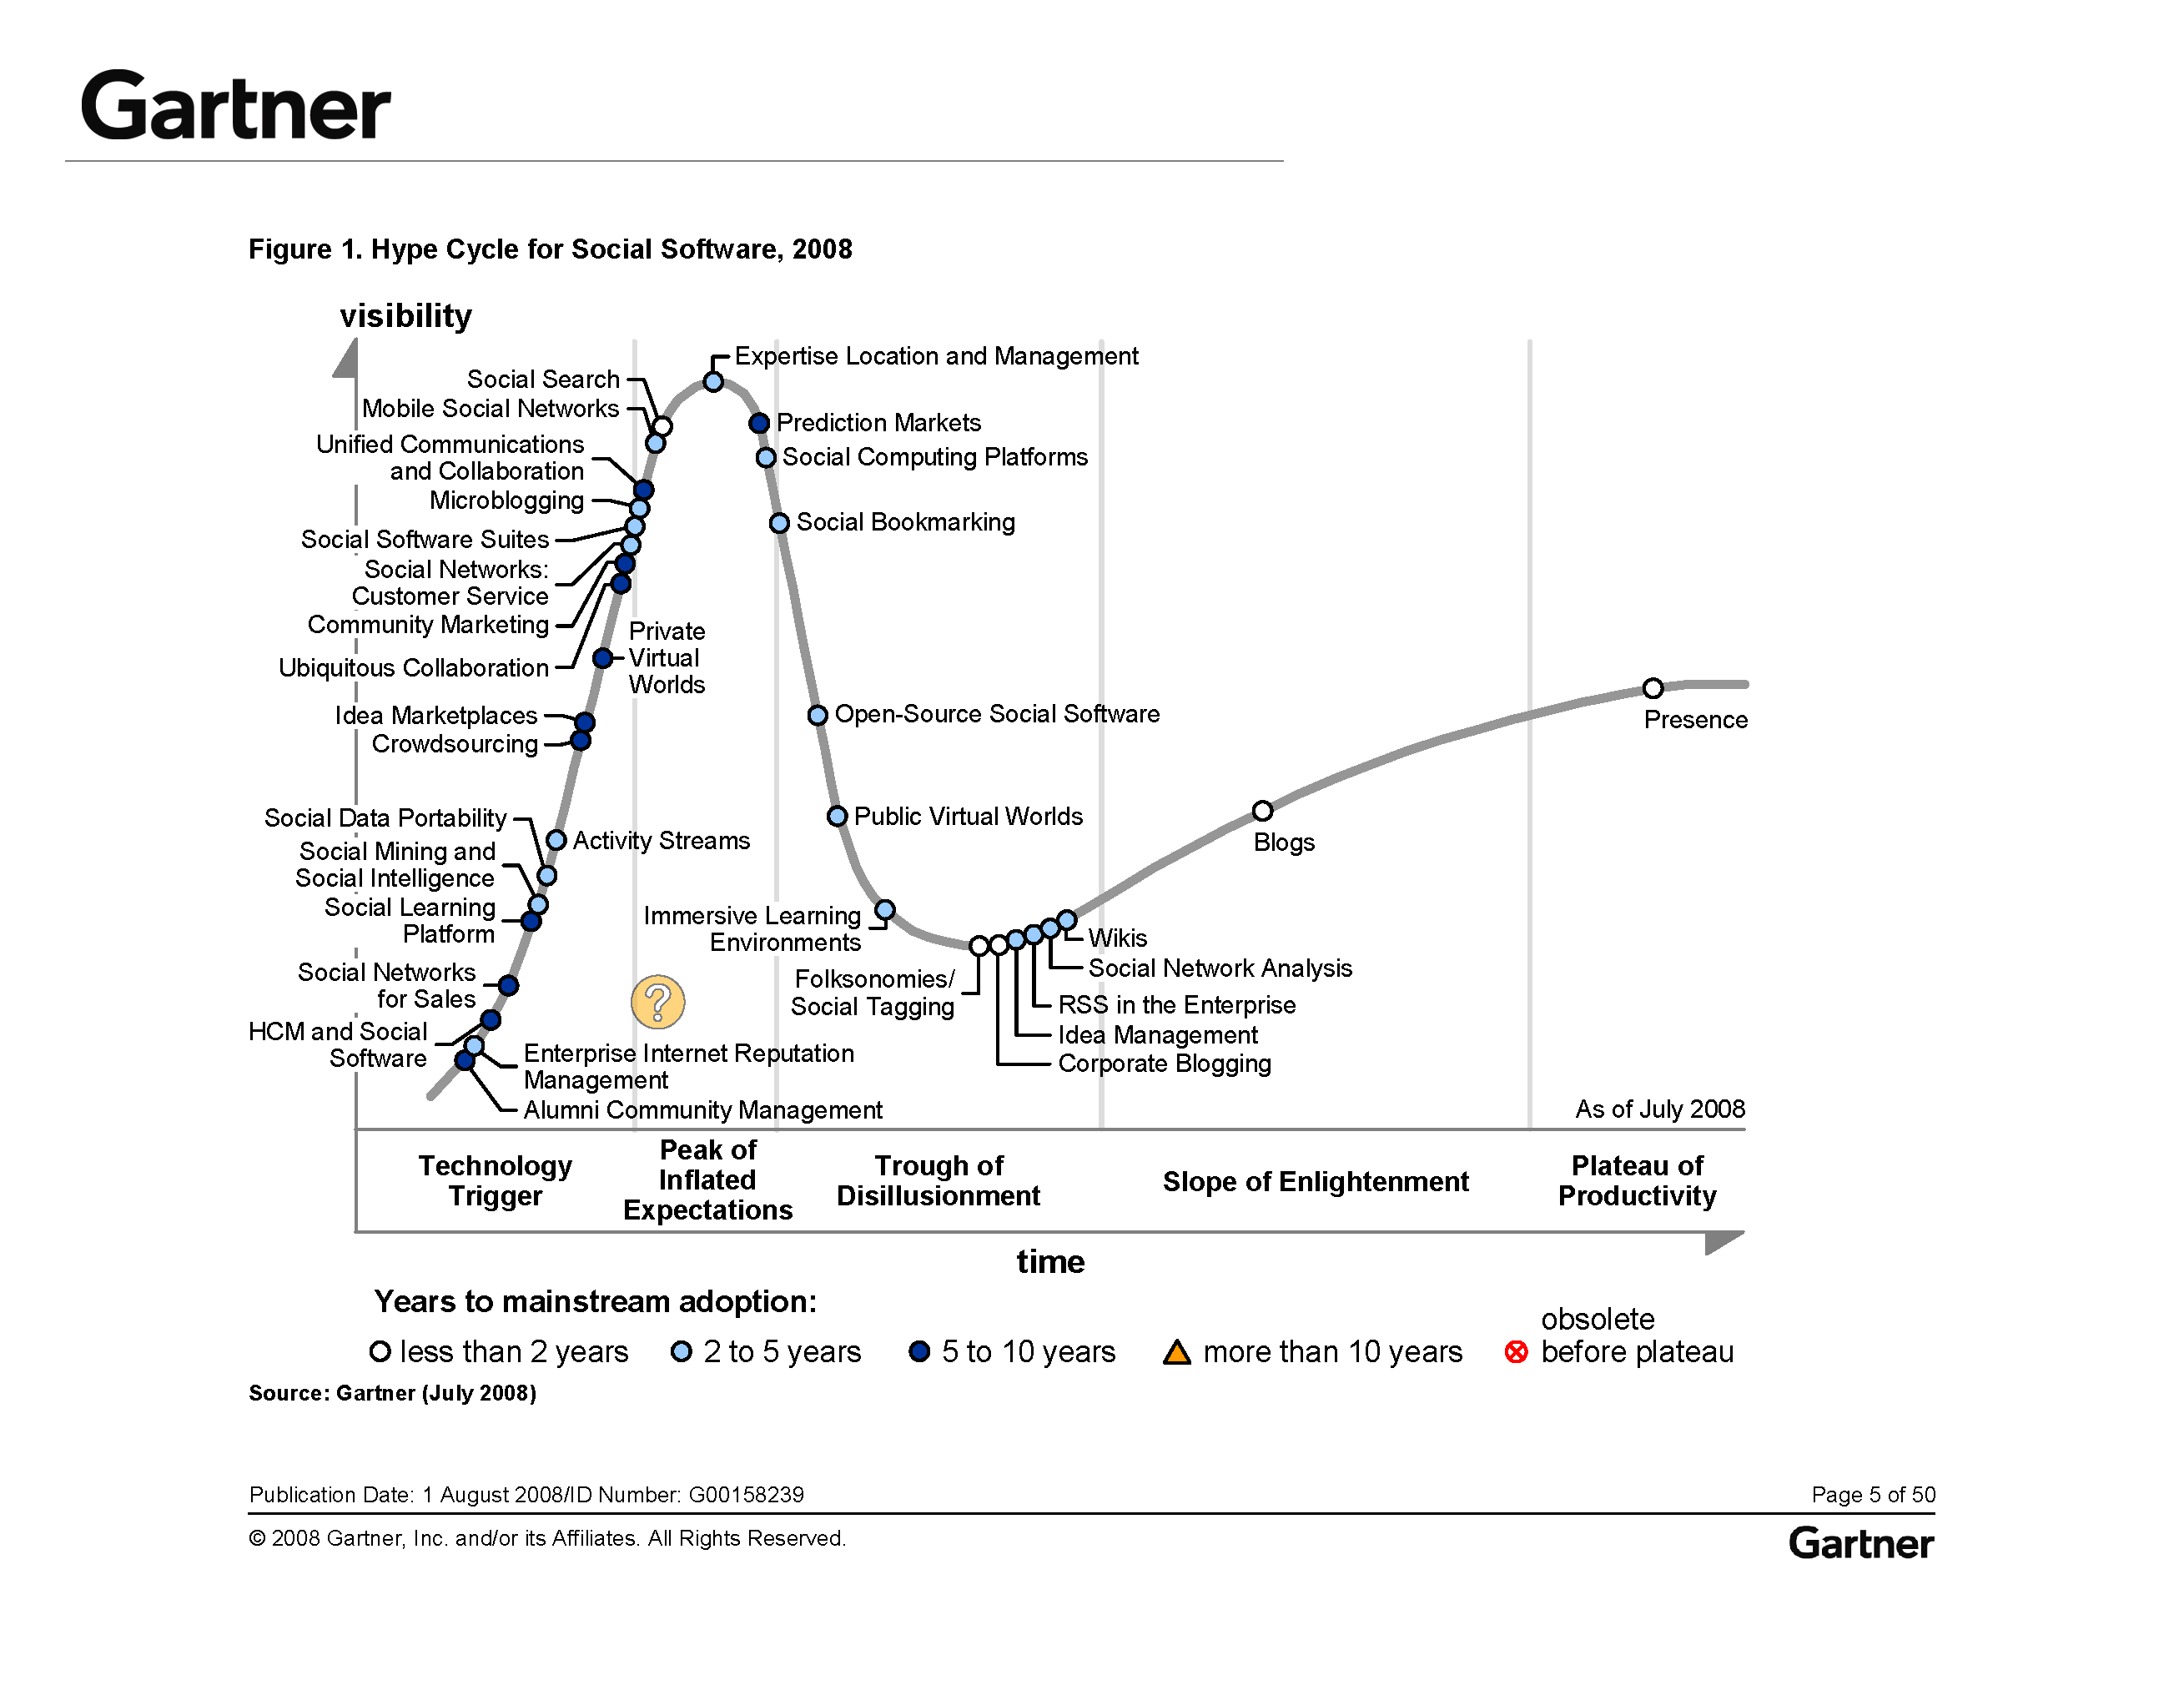 Gartner
Figure 1. Hype Cycle for Social Software, 2008
visibility
Expertise Location and Management
Social Search
Mobile Social Networks
Prediction Markets
Unified Communications
and Collaboration
Social Computing Platforms
Microblogging
Social Bookmarking
Social Software Suites
Social Networks:
Customer Service
Community Marketing
Private
Virtual
Worlds
Ubiquitous Collaboration
Idea Marketplaces
Crowdsourcing
Open-Source Social Software
Presence
Social Data Portability
Public Virtual Worlds
Activity Streams
Blogs
Social Mining and
Social Intelligence
Social Learning
Platform
Immersive Learning
Environments
Wikis
Social Network Analysis
Social Networks
for Sales
Folksonomies/
Social Tagging
RSS in the Enterprise
?
HCM and Social
Software
Idea Management
Corporate Blogging
Enterprise Internet Reputation
Management
Alumni Community Management
As of July 2008
Technology
Trigger
Peak of
Inflated
Expectations
Trough of
Disillusionment
Slope of Enlightenment
Plateau of
Productivity
time
Years to mainstream adoption:
less than 2 years
2 to 5 years
5 to 10 years
more than 10 years
obsolete
before plateau
Source: Gartner (July 2008)
Publication Date: 1 August 2008/ID Number: G00158239
Page 5 of 50
© 2008 Gartner, Inc. and/or its Affiliates. All Rights Reserved.
Gartner